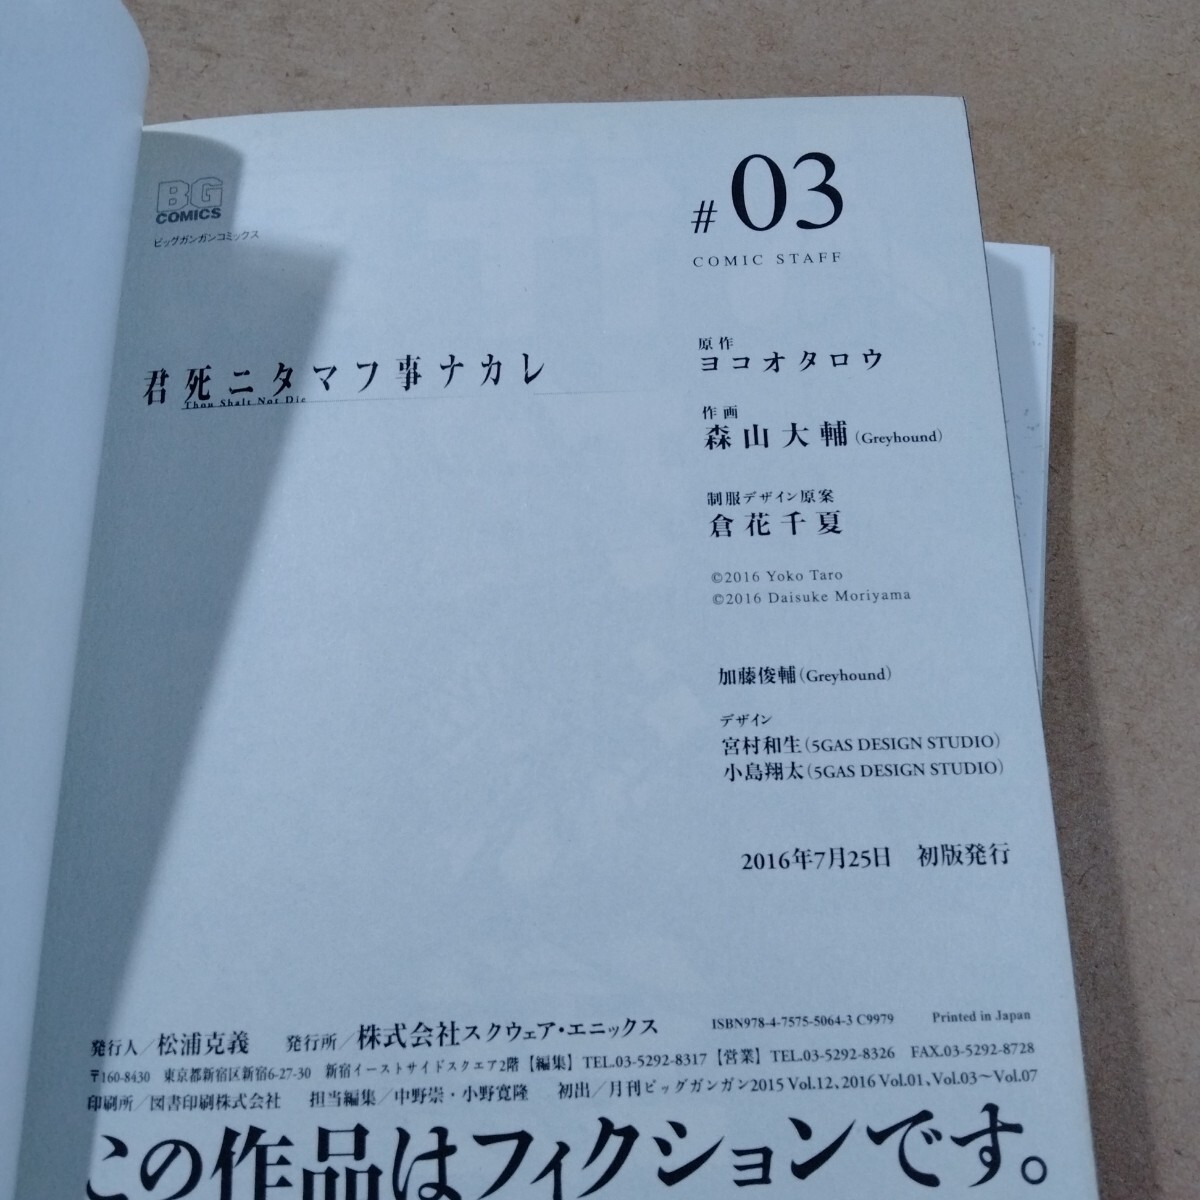 BG
COMICS
ビッグガンガンコミックス
君死ニタマフ事ナカレ
Thou Shalt Not Die
#03
COMIC STAFF
原作
ヨコオタロウ
作画
森山大輔(Greyhound)
制服デザイン原案
倉花千夏
©2016 Yoko Taro
©2016 Daisuke Moriyama
加藤俊輔(Greyhound)
デザイン
宮村和生(5GAS DESIGN STUDIO)
小島翔太(5GAS DESIGN STUDIO)
2016年7月25日 初版発行
発行人/松浦克義 発行所/株式会社スクウェア・エニックス ISBN978-4-7575-5064-3 C9979 Printed in Japan
〒160-8430 東京都新宿区新宿6-27-30 新宿イーストサイドスクエア2階【編集】TEL.03-5292-8317【営業】TEL.03-5292-8326 FAX.03-5292-8728
印刷所/図書印刷株式会社 担当編集/中野崇・小野寛隆 初出/月刊ビッグガンガン2015 Vol.12、2016 Vol.01、Vol.03〜Vol.07
この作品はフィクションです。